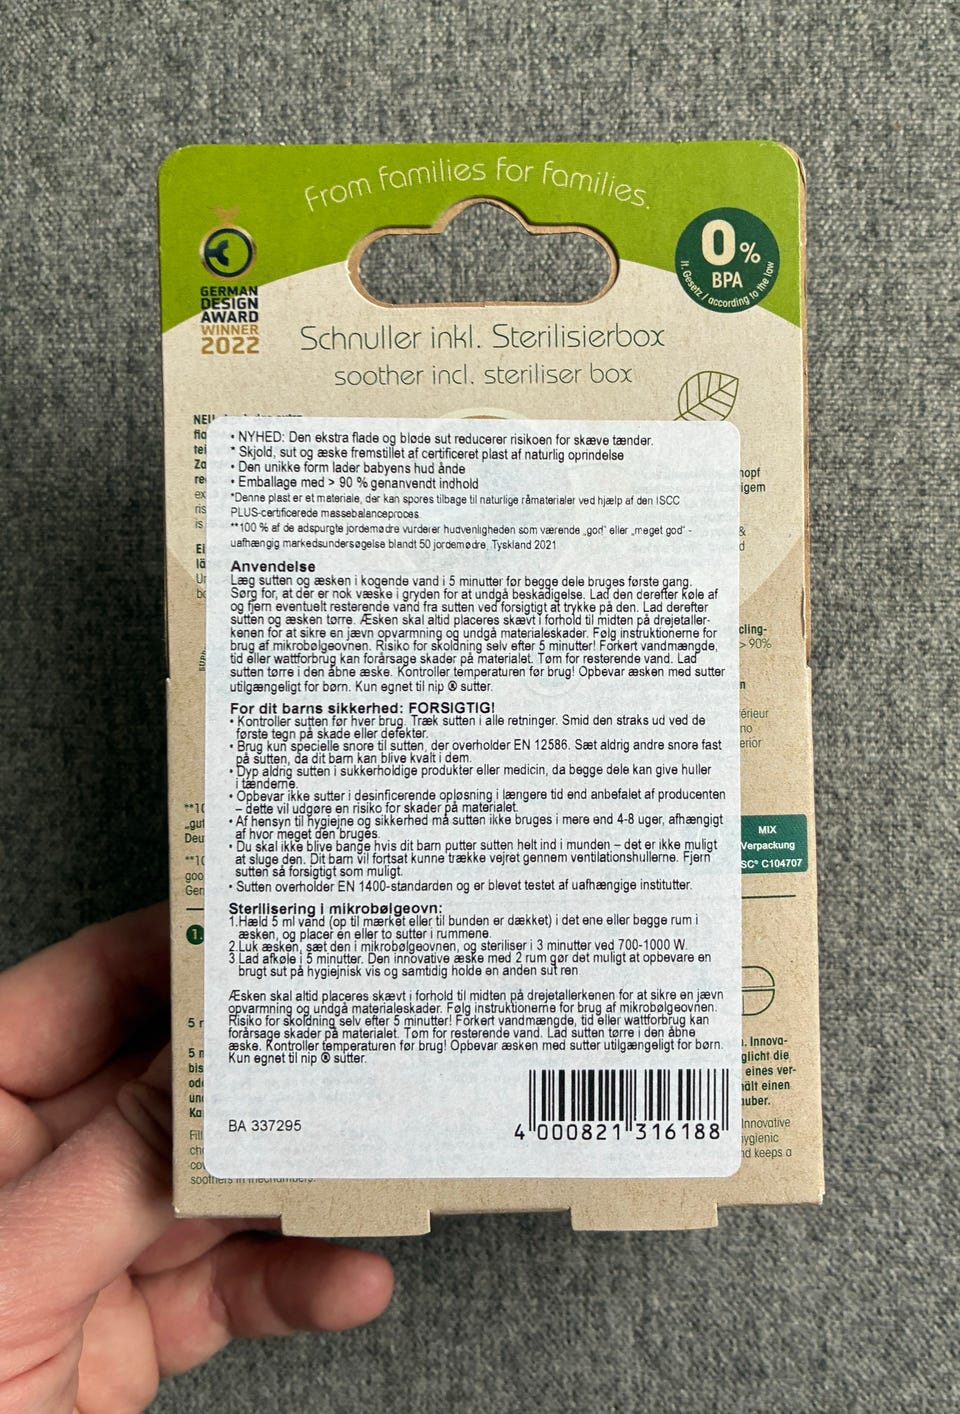 From families for families.
GERMAN
DESIGN
AWARD
WINNER
2022
0%
BPA
lt. Gesetz / according to the law
Schnuller inkl. Sterilisierbox
soother incl. steriliser box
• NYHED: Den ekstra flade og bløde sut reducerer risikoen for skæve tænder.
* Skjold, sut og æske fremstillet af certificeret plast af naturlig oprindelse
• Den unikke form lader babyens hud ånde
• Emballage med > 90 % genanvendt indhold
*Denne plast er et materiale, der kan spores tilbage til naturlige råmaterialer ved hjælp af den ISCC
PLUS-certificerede massebalanceproces
**100 % af de adspurgte jordemødre vurderer hudvenligheden som værende „god“ eller „meget god“ -
uafhængig markedsundersøgelse blandt 50 jordemødre, Tyskland 2021
Anvendelse
Læg sutten og æsken i kogende vand i 5 minutter før begge dele bruges første gang.
Sørg for, at der er nok væske i gryden for at undgå beskadigelse. Lad den derefter køle af
og fjern eventuelt resterende vand fra sutten ved forsigtigt at trykke på den. Lad derefter
sutten og æsken tørre. Æsken skal altid placeres skævt i forhold til midten på drejetaller-
kenen for at sikre en jævn opvarmning og undgå materialeskader. Følg instruktionerne for
brug af mikrobølgeovnen. Risiko for skoldning selv efter 5 minutter! Forkert vandmængde,
tid eller wattforbrug kan forårsage skader på materialet. Tøm for resterende vand. Lad
sutten tørre i den åbne æske. Kontroller temperaturen før brug! Opbevar æsken med sutter
utilgængeligt for børn. Kun egnet til nip ® sutter.
For dit barns sikkerhed: FORSIGTIG!
• Kontroller sutten før hver brug. Træk sutten i alle retninger. Smid den straks ud ved de
første tegn på skade eller defekter.
• Brug kun specielle snore til sutten, der overholder EN 12586. Sæt aldrig andre snore fast
på sutten, da dit barn kan blive kvalt i dem.
• Dyp aldrig sutten i sukkerholdige produkter eller medicin, da begge dele kan give huller
i tænderne.
• Opbevar ikke sutter i desinficerende opløsning i længere tid end anbefalet af producenten
– dette vil udgøre en risiko for skader på materialet.
• Af hensyn til hygiejne og sikkerhed må sutten ikke bruges i mere end 4-8 uger, afhængigt
af hvor meget den bruges.
• Du skal ikke blive bange hvis dit barn putter sutten helt ind i munden – det er ikke muligt
at sluge den. Dit barn vil fortsat kunne trække vejret gennem ventilationshullerne. Fjern
sutten så forsigtigt som muligt.
• Sutten overholder EN 1400-standarden og er blevet testet af uafhængige institutter.
Sterilisering i mikrobølgeovn:
1.Hæld 5 ml vand (op til mærket eller til bunden er dækket) i det ene eller begge rum i
æsken, og placer én eller to sutter i rummene.
2.Luk æsken, sæt den i mikrobølgeovnen, og steriliser i 3 minutter ved 700-1000 W.
3 Lad afkøle i 5 minutter. Den innovative æske med 2 rum gør det muligt at opbevare en
brugt sut på hygiejnisk vis og samtidig holde en anden sut ren
Æsken skal altid placeres skævt i forhold til midten på drejetallerkenen for at sikre en jævn
opvarmning og undgå materialeskader. Følg instruktionerne for brug af mikrobølgeovnen.
Risiko for skoldning selv efter 5 minutter! Forkert vandmængde, tid eller wattforbrug kan
forårsage skader på materialet. Tøm for resterende vand. Lad sutten tørre i den åbne
æske. Kontroller temperaturen før brug! Opbevar æsken med sutter utilgængeligt for børn.
Kun egnet til nip ® sutter.
BA 337295
4 000821 316188
MIX
Verpackung
C104707
1.